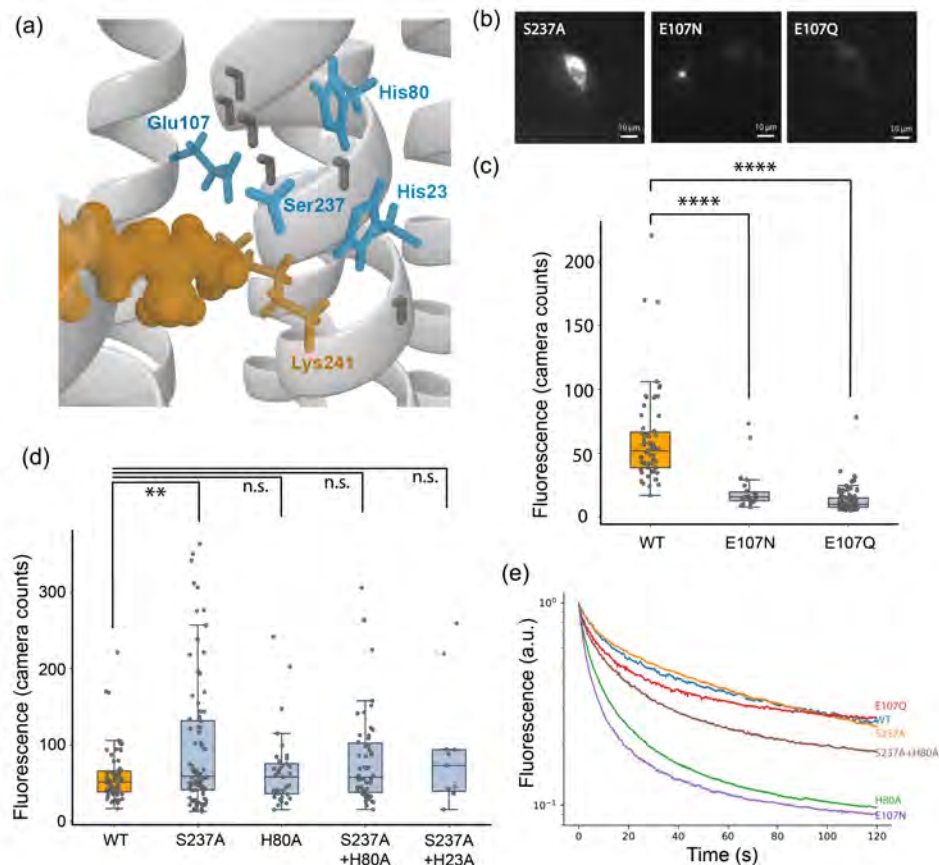 (a)
Glu107
His80
Ser237
His23
Lys241
(b)
S237A
E107N
E107Q
10 µm
10 µm
10 µm
(c)
****
****
Fluorescence (camera counts)
200
150
100
50
0
WT
E107N
E107Q
(d)
**
n.s.
n.s.
n.s.
Fluorescence (camera counts)
300
200
100
0
WT
S237A
H80A
S237A
+H80A
S237A
+H23A
(e)
Fluorescence (a.u.)
10⁰
10⁻¹
E107Q
WT
S237A
S237A+H80A
H80A
E107N
0
20
40
60
80
100
120
Time (s)